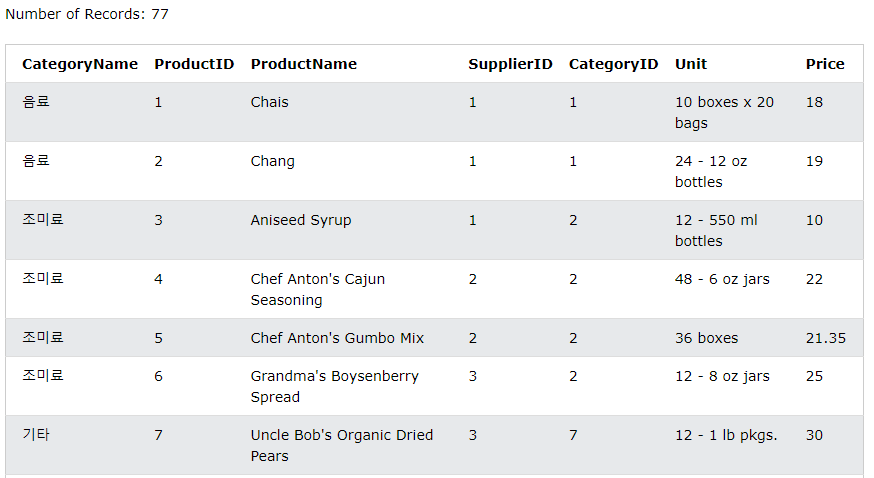 Number of Records: 77
CategoryName ProductID ProductName SupplierID CategoryID Unit Price
음료 1 Chais 1 1 10 boxes x 20 18
bags
음료 2 Chang 1 1 24 - 12 oz 19
bottles
조미료 3 Aniseed Syrup 1 2 12 - 550 ml 10
bottles
조미료 4 Chef Anton's Cajun 2 2 48 - 6 oz jars 22
Seasoning
조미료 5 Chef Anton's Gumbo Mix 2 2 36 boxes 21.35
조미료 6 Grandma's Boysenberry 3 2 12 - 8 oz jars 25
Spread
기타 7 Uncle Bob's Organic Dried 3 7 12 - 1 lb pkgs. 30
Pears